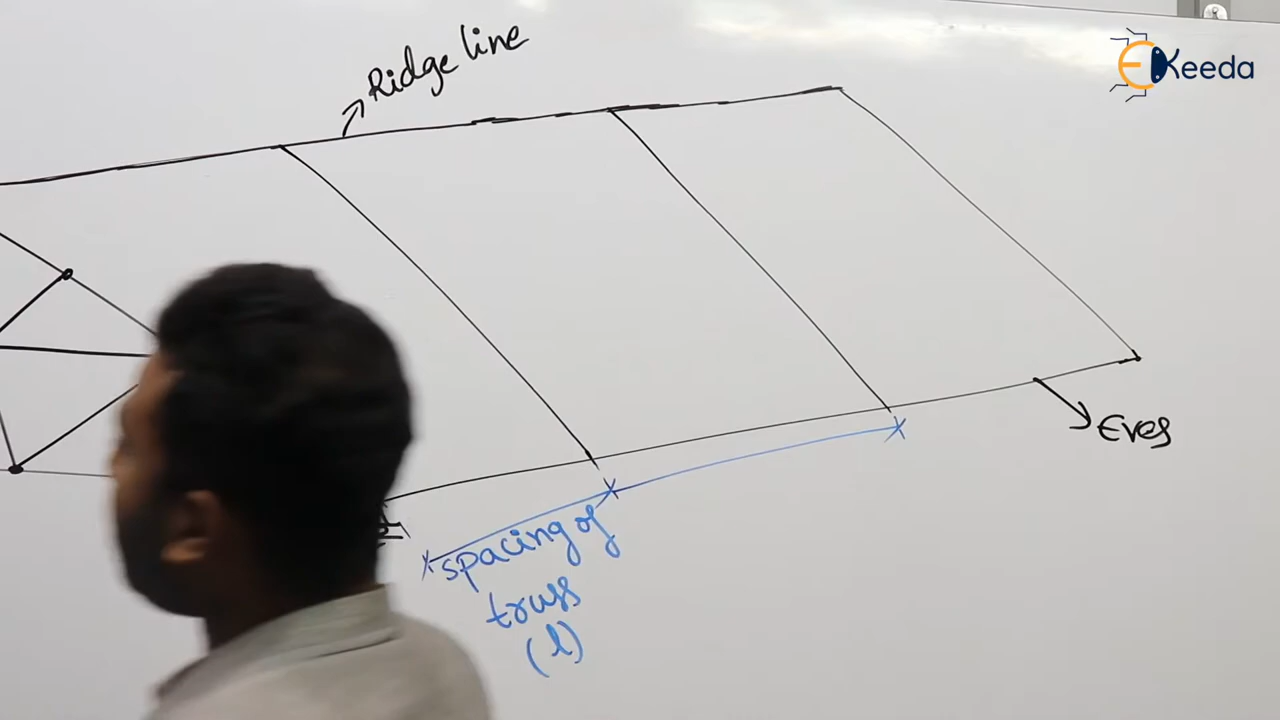 Ridge line
EKeeda
Eves
spacing of
truss
(l)